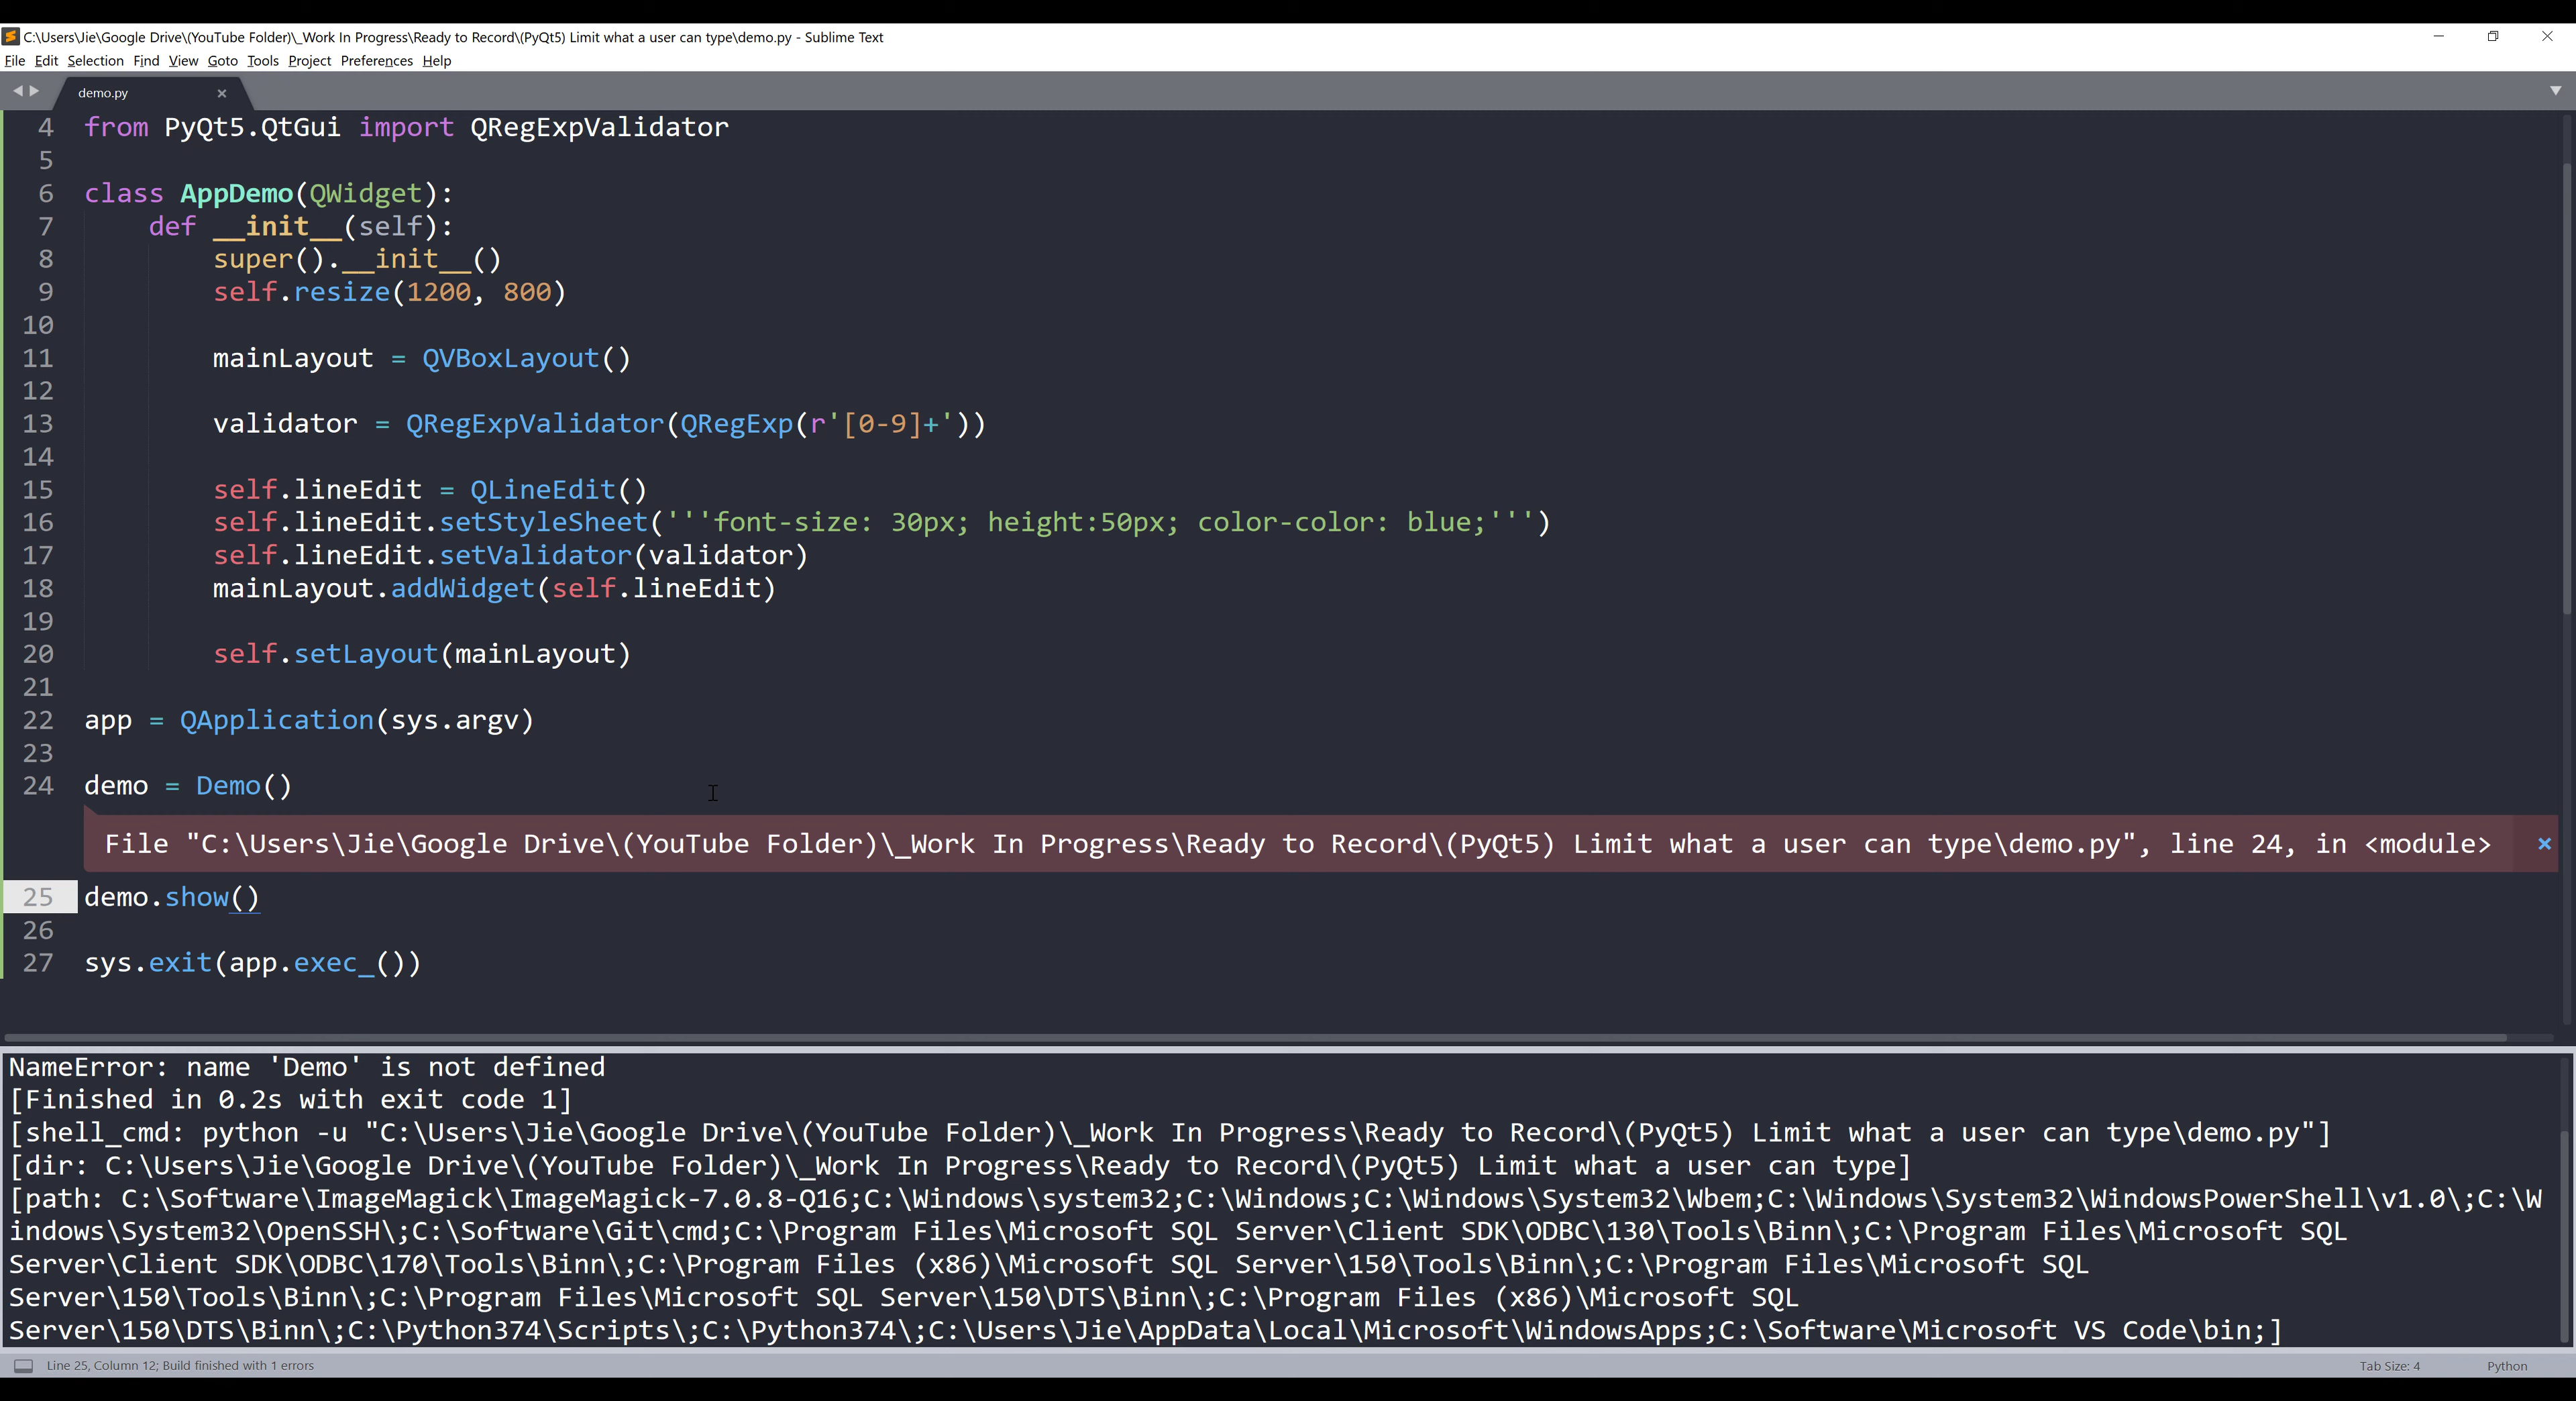 C:\Users\Jie\Google Drive\(YouTube Folder)\_Work In Progress\Ready to Record\(PyQt5) Limit what a user can type\demo.py - Sublime Text
File Edit Selection Find View Goto Tools Project Preferences Help
demo.py
4 from PyQt5.QtGui import QRegExpValidator
5
6 class AppDemo(QWidget):
7     def __init__(self):
8         super().__init__()
9         self.resize(1200, 800)
10
11         mainLayout = QVBoxLayout()
12
13         validator = QRegExpValidator(QRegExp(r'[0-9]+'))
14
15         self.lineEdit = QLineEdit()
16         self.lineEdit.setStyleSheet('''font-size: 30px; height:50px; color-color: blue;''')
17         self.lineEdit.setValidator(validator)
18         mainLayout.addWidget(self.lineEdit)
19
20         self.setLayout(mainLayout)
21
22 app = QApplication(sys.argv)
23
24 demo = Demo()
File "C:\Users\Jie\Google Drive\(YouTube Folder)\_Work In Progress\Ready to Record\(PyQt5) Limit what a user can type\demo.py", line 24, in <module>
25 demo.show()
26
27 sys.exit(app.exec_())
NameError: name 'Demo' is not defined
[Finished in 0.2s with exit code 1]
[shell_cmd: python -u "C:\Users\Jie\Google Drive\(YouTube Folder)\_Work In Progress\Ready to Record\(PyQt5) Limit what a user can type\demo.py"]
[dir: C:\Users\Jie\Google Drive\(YouTube Folder)\_Work In Progress\Ready to Record\(PyQt5) Limit what a user can type]
[path: C:\Software\ImageMagick\ImageMagick-7.0.8-Q16;C:\Windows\system32;C:\Windows;C:\Windows\System32\Wbem;C:\Windows\System32\WindowsPowerShell\v1.0\;C:\W
indows\System32\OpenSSH\;C:\Software\Git\cmd;C:\Program Files\Microsoft SQL Server\Client SDK\ODBC\130\Tools\Binn\;C:\Program Files\Microsoft SQL
Server\Client SDK\ODBC\170\Tools\Binn\;C:\Program Files (x86)\Microsoft SQL Server\150\Tools\Binn\;C:\Program Files\Microsoft SQL
Server\150\Tools\Binn\;C:\Program Files\Microsoft SQL Server\150\DTS\Binn\;C:\Program Files (x86)\Microsoft SQL
Server\150\DTS\Binn\;C:\Python374\Scripts\;C:\Python374\;C:\Users\Jie\AppData\Local\Microsoft\WindowsApps;C:\Software\Microsoft VS Code\bin;]
Line 25, Column 12; Build finished with 1 errors Tab Size: 4 Python